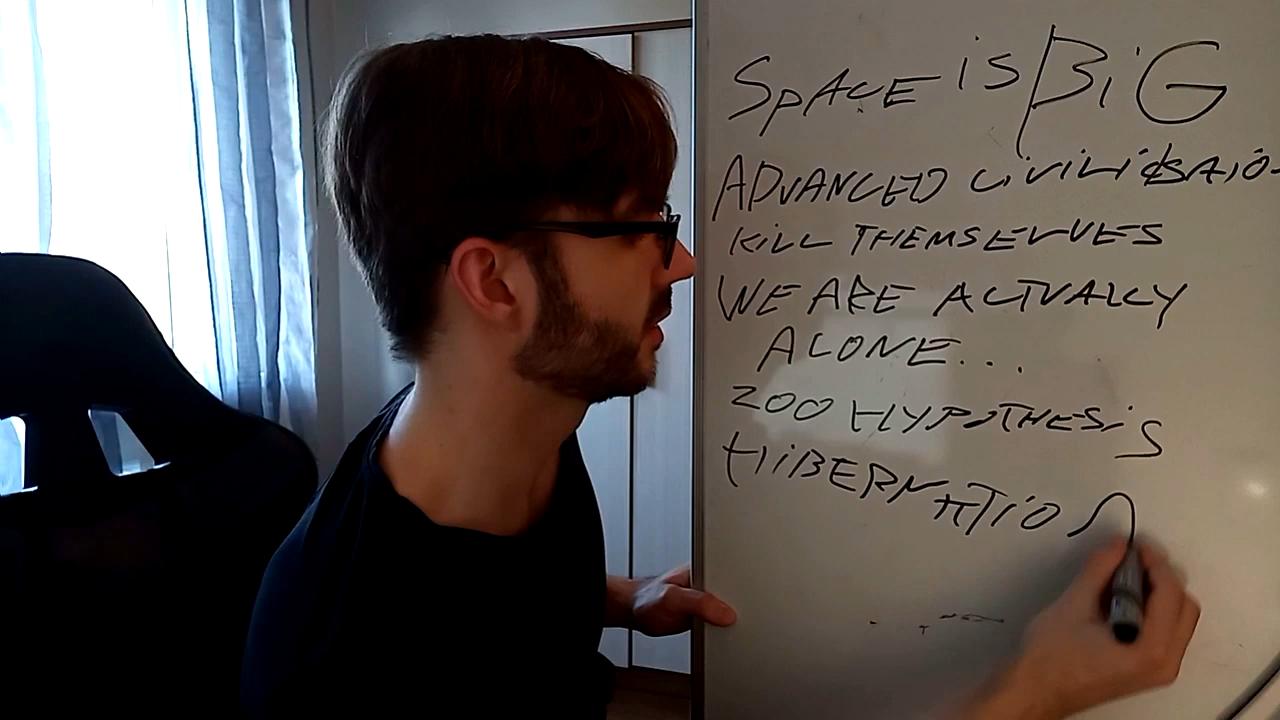 SPACE is BiG
ADVANCED CiViLiSATiO-
KiLL THEMSELVES
WE ARE ACTUALLY
ALONE...
ZOO HYPOTHESiS
HiBERNATiON